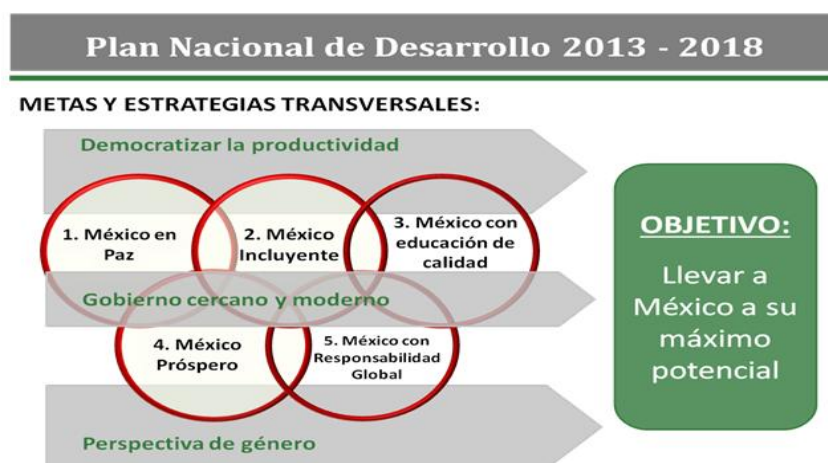 Plan Nacional de Desarrollo 2013 - 2018
METAS Y ESTRATEGIAS TRANSVERSALES:
Democratizar la productividad
1. México en
Paz
2. México
Incluyente
3. México con
educación de
calidad
Gobierno cercano y moderno
4. México
Próspero
5. México con
Responsabilidad
Global
Perspectiva de género
OBJETIVO:
Llevar a
México a su
máximo
potencial